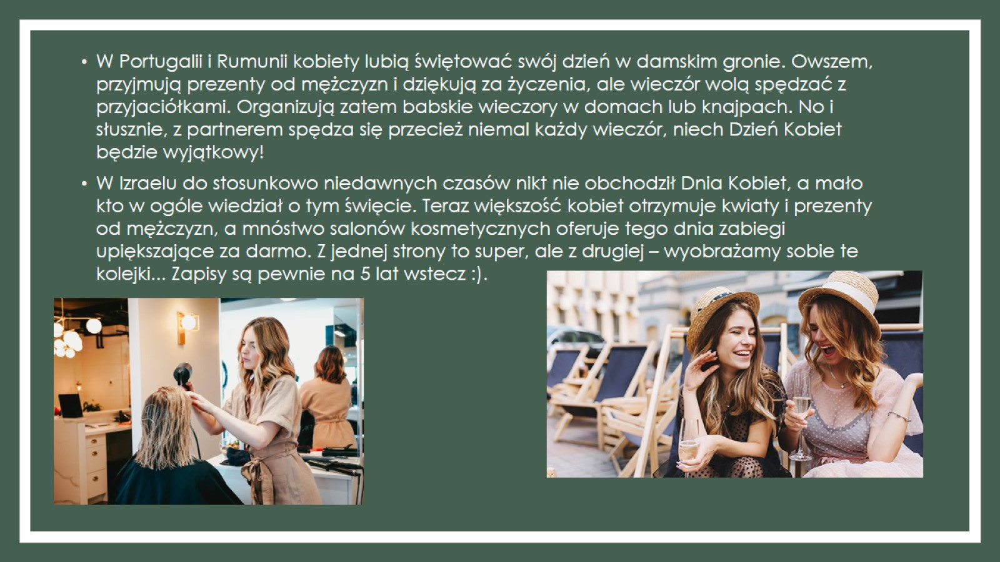 • W Portugalii i Rumunii kobiety lubią świętować swój dzień w damskim gronie. Owszem,
przyjmują prezenty od mężczyzn i dziękują za życzenia, ale wieczór wolą spędzać z
przyjaciółkami. Organizują zatem babskie wieczory w domach lub knajpach. No i
słusznie, z partnerem spędza się przecież niemal każdy wieczór, niech Dzień Kobiet
będzie wyjątkowy!
• W Izraelu do stosunkowo niedawnych czasów nikt nie obchodził Dnia Kobiet, a mało
kto w ogóle wiedział o tym święcie. Teraz większość kobiet otrzymuje kwiaty i prezenty
od mężczyzn, a mnóstwo salonów kosmetycznych oferuje tego dnia zabiegi
upiększające za darmo. Z jednej strony to super, ale z drugiej – wyobrażamy sobie te
kolejki... Zapisy są pewnie na 5 lat wstecz :).